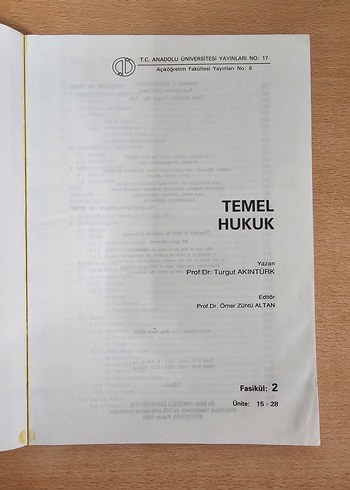 T.C. ANADOLU ÜNİVERSİTESİ YAYINLARI NO: 17
Açıköğretim Fakültesi Yayınları No: 6
TEMEL
HUKUK
Yazan
Prof.Dr. Turgut AKINTÜRK
Editör
Prof.Dr. Ömer Zühtü ALTAN
Fasikül: 2
Ünite: 15 - 28